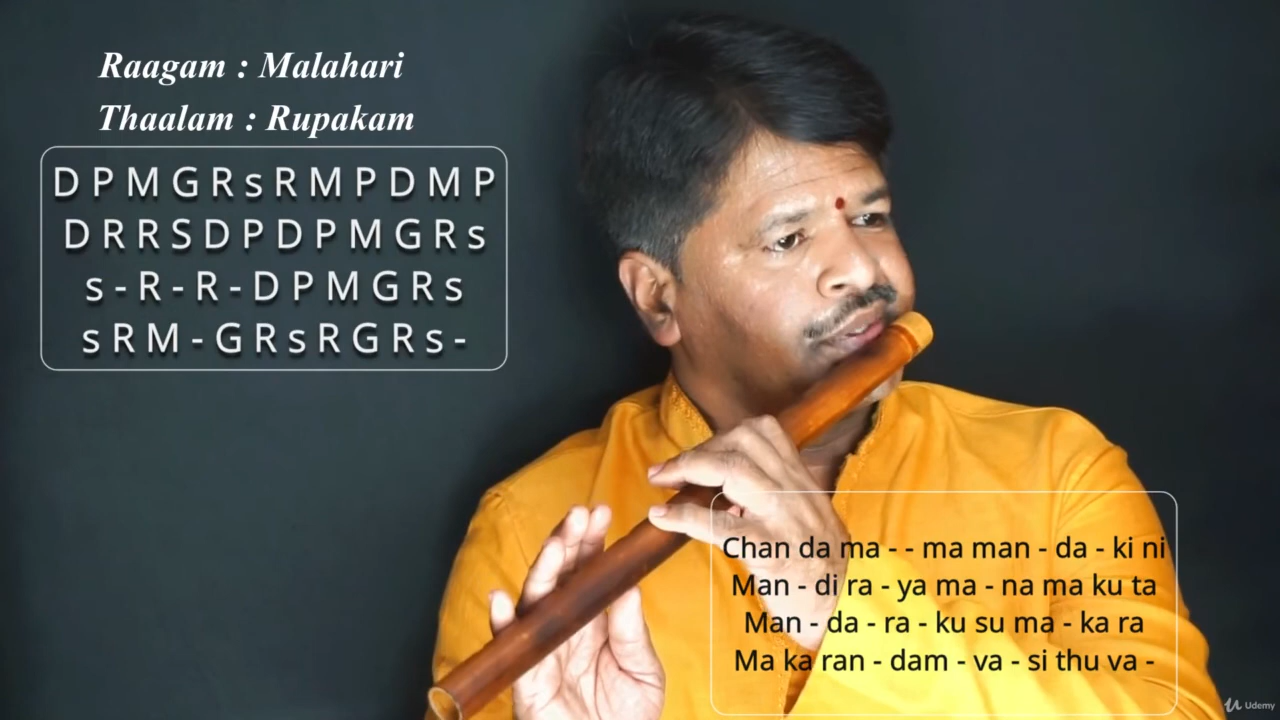 Raagam : Malahari
Thaalam : Rupakam
D P M G R s R M P D M P
D R R S D P D P M G R s
s - R - R - D P M G R s
s R M - G R s R G R s -
Chan da ma - - ma man - da - ki ni
Man - di ra - ya ma - na ma ku ta
Man - da - ra - ku su ma - ka ra
Ma ka ran - dam - va - si thu va -
Udemy